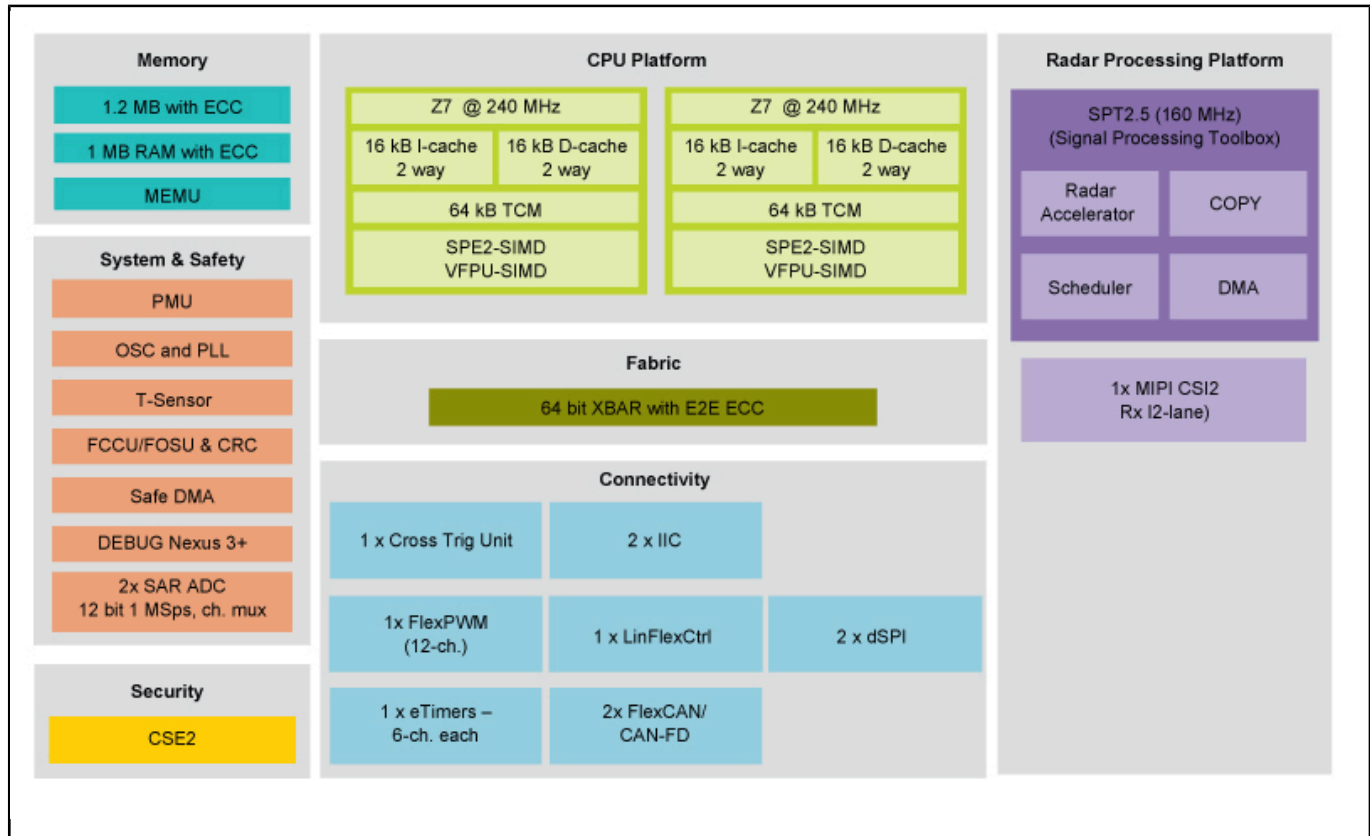 Memory
1.2 MB with ECC
1 MB RAM with ECC
MEMU
System & Safety
PMU
OSC and PLL
T-Sensor
FCCU/FOSU & CRC
Safe DMA
DEBUG Nexus 3+
2x SAR ADC
12 bit 1 MSps, ch. mux
Security
CSE2
CPU Platform
Z7 @ 240 MHz
16 kB I-cache
2 way
16 kB D-cache
2 way
64 kB TCM
SPE2-SIMD
VFPU-SIMD
Z7 @ 240 MHz
16 kB I-cache
2 way
16 kB D-cache
2 way
64 kB TCM
SPE2-SIMD
VFPU-SIMD
Fabric
64 bit XBAR with E2E ECC
Connectivity
1 x Cross Trig Unit
2 x IIC
1x FlexPWM
(12-ch.)
1 x LinFlexCtrl
2 x dSPI
1 x eTimers –
6-ch. each
2x FlexCAN/
CAN-FD
Radar Processing Platform
SPT2.5 (160 MHz)
(Signal Processing Toolbox)
Radar
Accelerator
COPY
Scheduler
DMA
1x MIPI CSI2
Rx I2-lane)